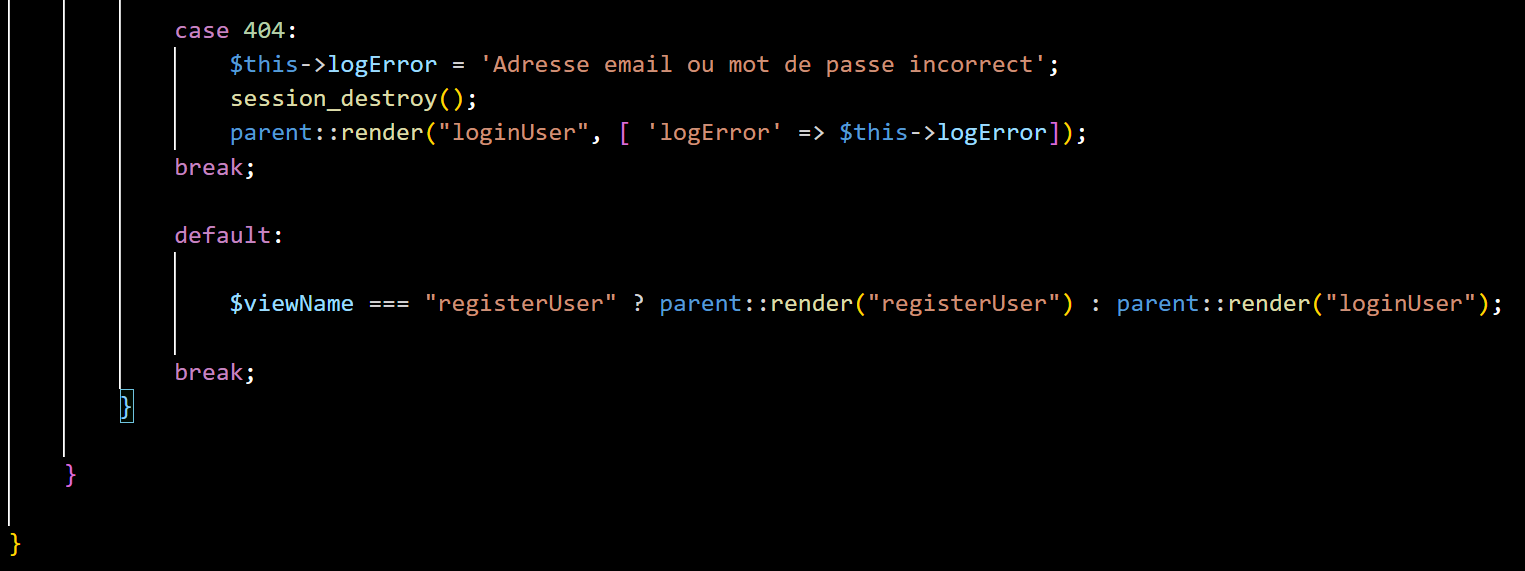 case 404:
$this->logError = 'Adresse email ou mot de passe incorrect';
session_destroy();
parent::render("loginUser", [ 'logError' => $this->logError]);
break;
default:
$viewName === "registerUser" ? parent::render("registerUser") : parent::render("loginUser");
break;
}
}
}